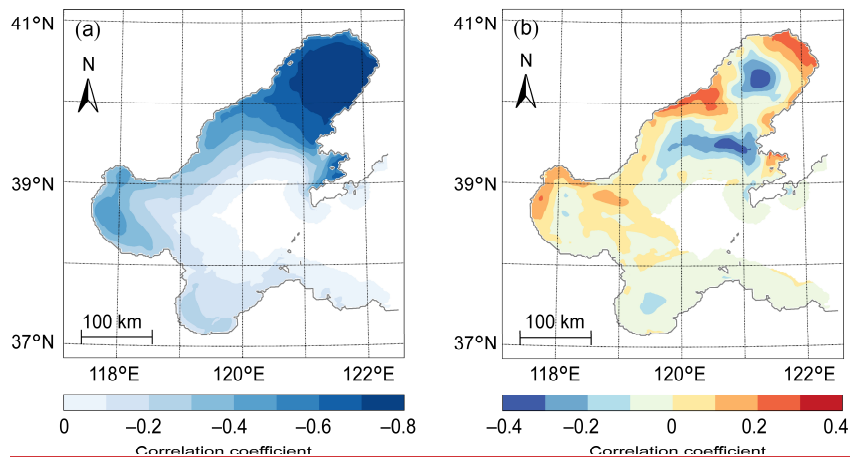 (a)
(b)
41°N
N
39°N
37°N
100 km
118°E
120°E
122°E
0
−0.2
−0.4
−0.6
−0.8
Correlation coefficient
41°N
N
39°N
37°N
100 km
118°E
120°E
122°E
−0.4
−0.2
0
0.2
0.4
Correlation coefficient